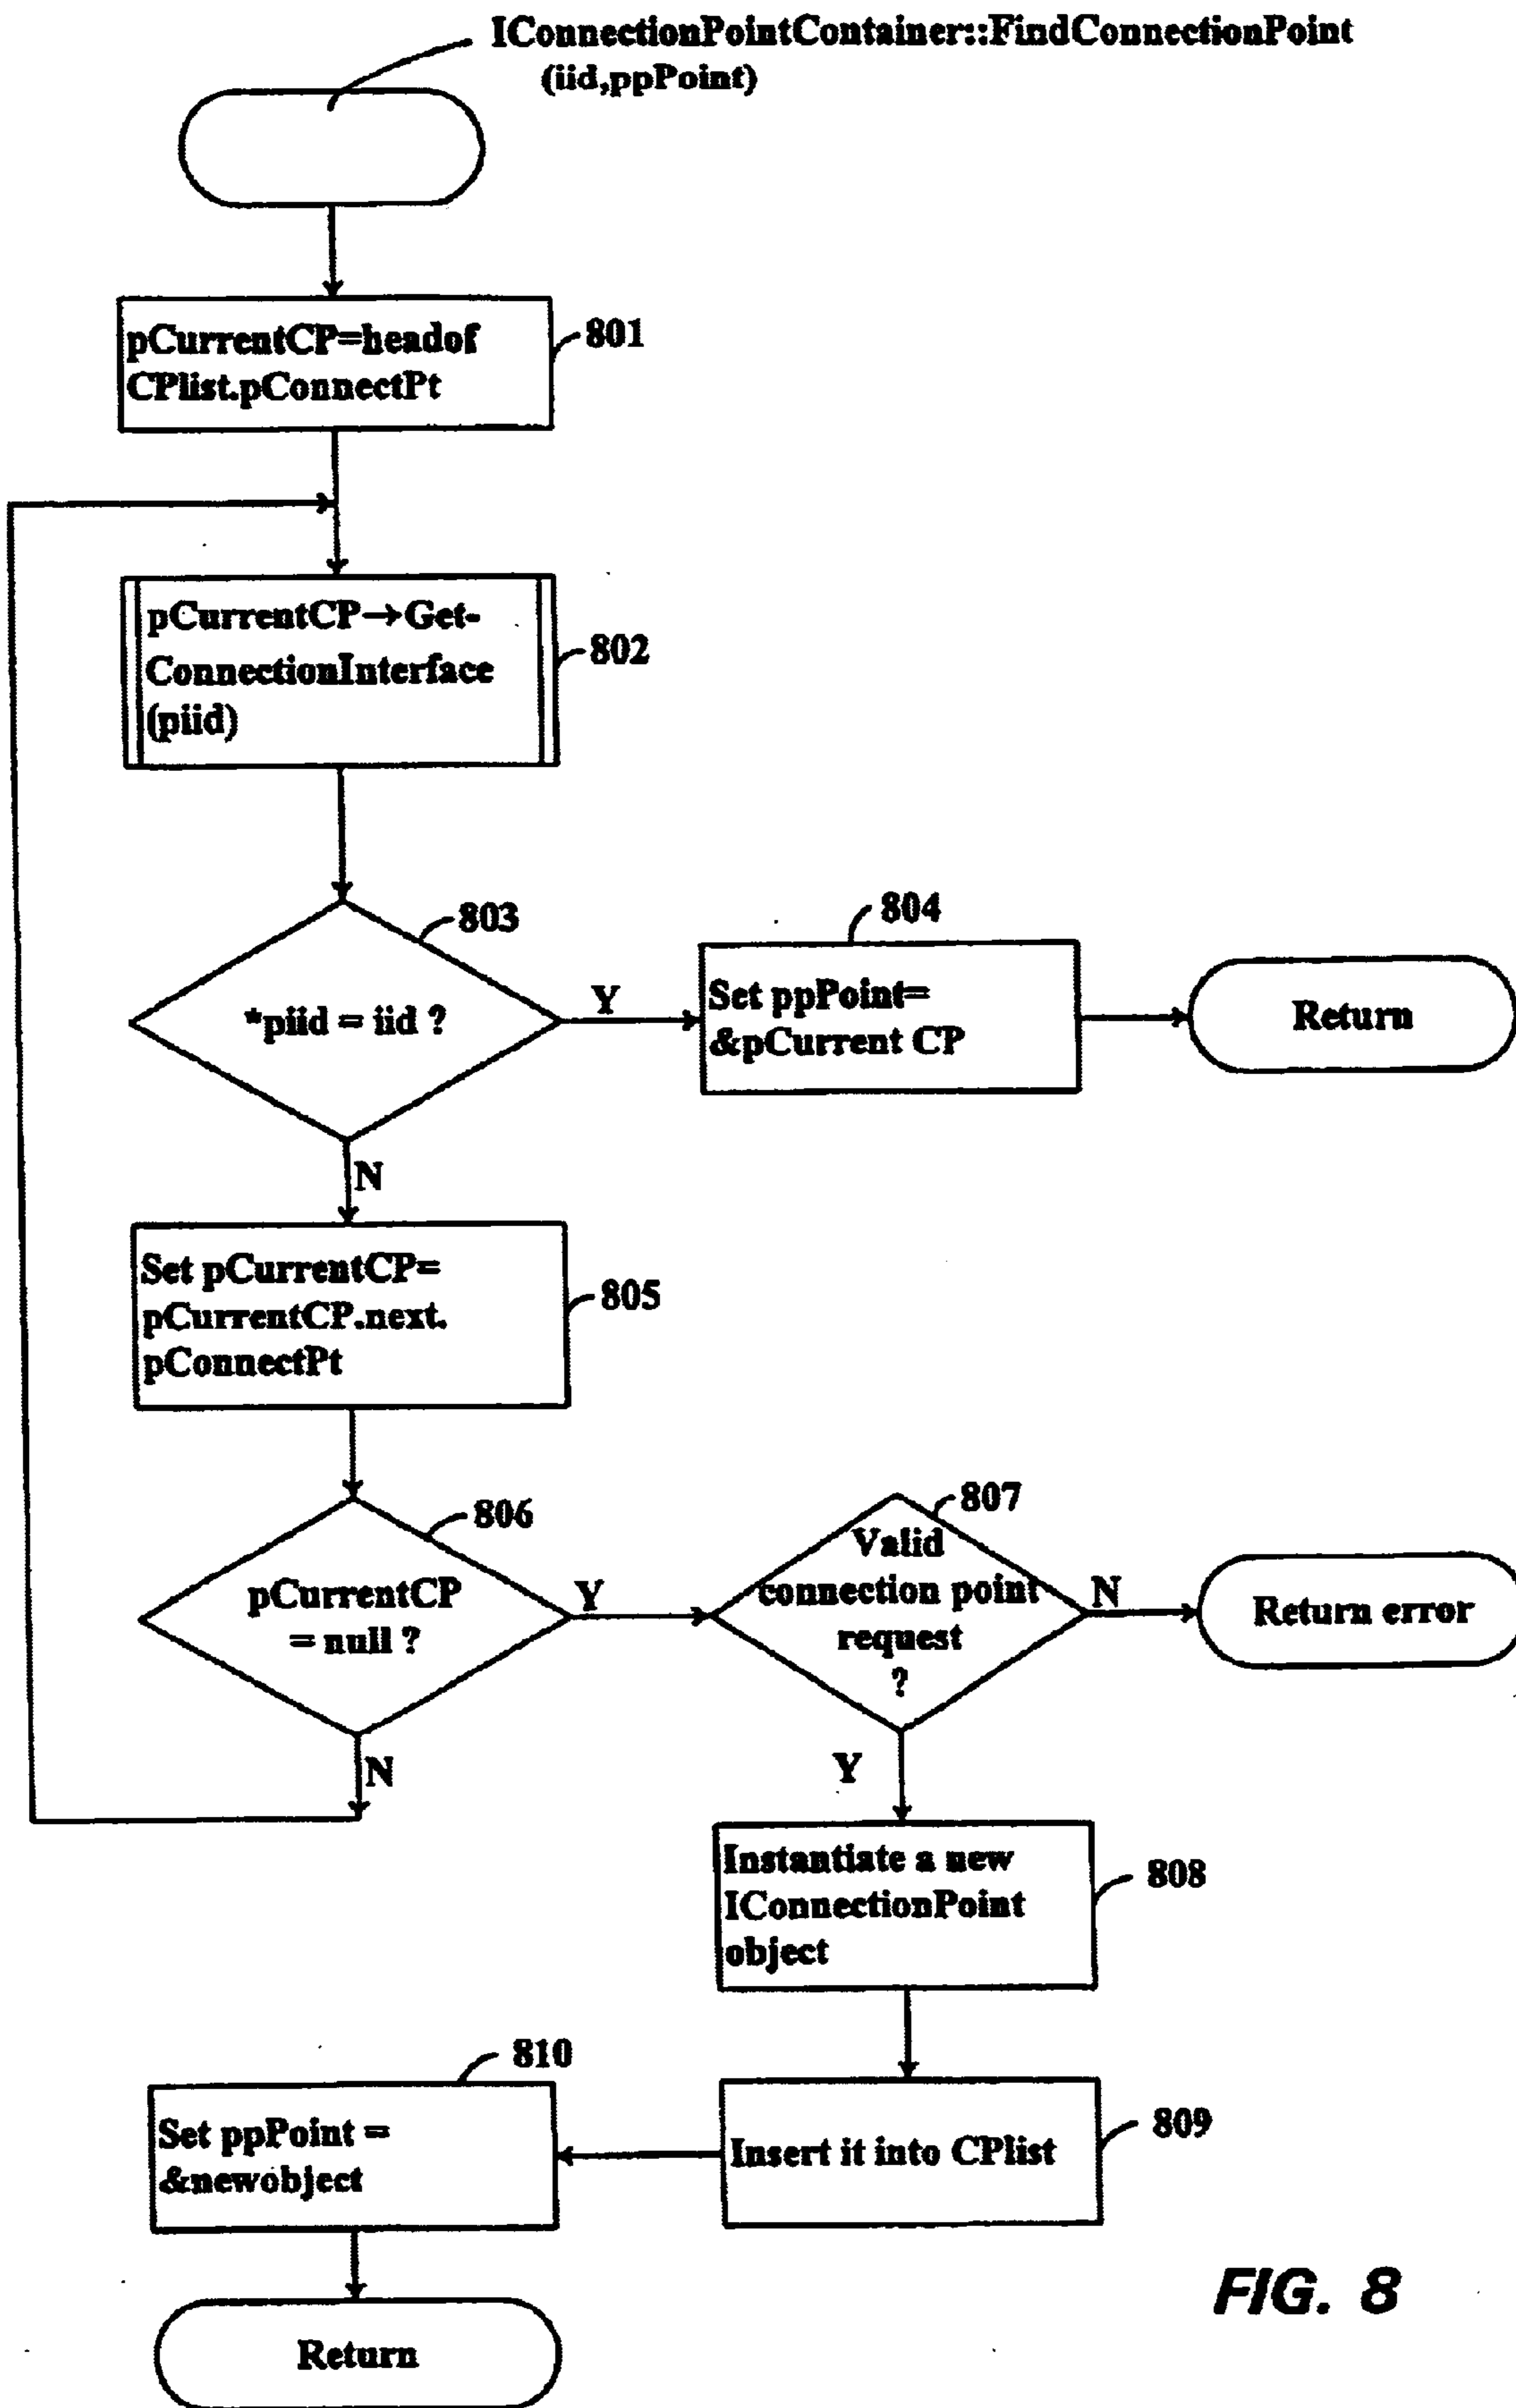 IConnectionPointContainer::FindConnectionPoint
(iid,ppPoint)
pCurrentCP=headof
CPlist.pConnectPt
801
pCurrentCP→Get-
ConnectionInterface
(piid)
802
803
*piid = iid ?
Y
N
804
Set ppPoint=
&pCurrent CP
Return
Set pCurrentCP=
pCurrentCP.next.
pConnectPt
805
806
pCurrentCP
= null ?
Y
N
807
Valid
connection point
request
?
N
Y
Return error
Instantiate a new
IConnectionPoint
object
808
Insert it into CPlist
809
810
Set ppPoint =
&newobject
Return
FIG. 8